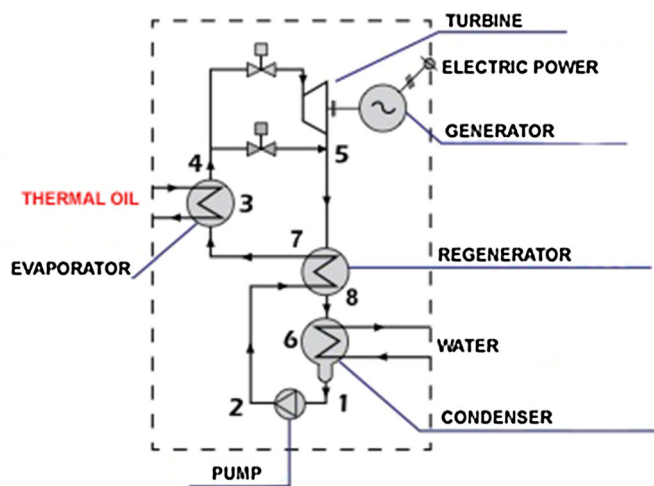 TURBINE
ELECTRIC POWER
GENERATOR
4
5
THERMAL OIL
3
EVAPORATOR
7
REGENERATOR
8
6
WATER
2
1
CONDENSER
PUMP